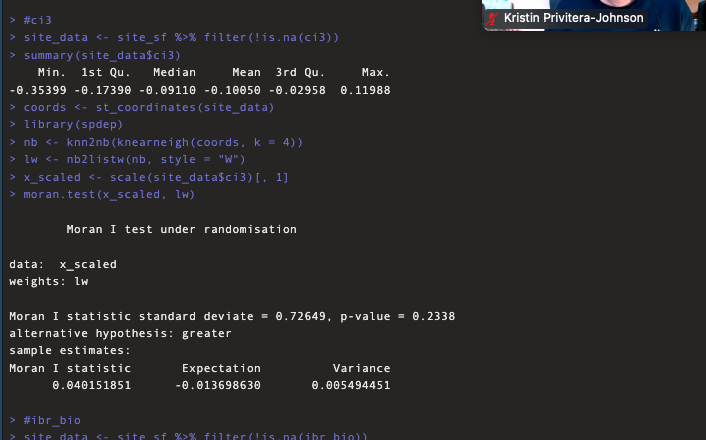 Kristin Privitera-Johnson
> #ci3
> site_data <- site_sf %>% filter(!is.na(ci3))
> summary(site_data$ci3)
    Min.  1st Qu.   Median     Mean  3rd Qu.     Max.
-0.35399 -0.17390 -0.09110 -0.10050 -0.02958  0.11988
> coords <- st_coordinates(site_data)
> library(spdep)
> nb <- knn2nb(knearneigh(coords, k = 4))
> lw <- nb2listw(nb, style = "W")
> x_scaled <- scale(site_data$ci3)[, 1]
> moran.test(x_scaled, lw)
Moran I test under randomisation
data:  x_scaled
weights: lw
Moran I statistic standard deviate = 0.72649, p-value = 0.2338
alternative hypothesis: greater
sample estimates:
Moran I statistic       Expectation          Variance
      0.040151851      -0.013698630       0.005494451
> #ibr_bio
> site_data <- site_sf %>% filter(!is.na(ibr_bio))